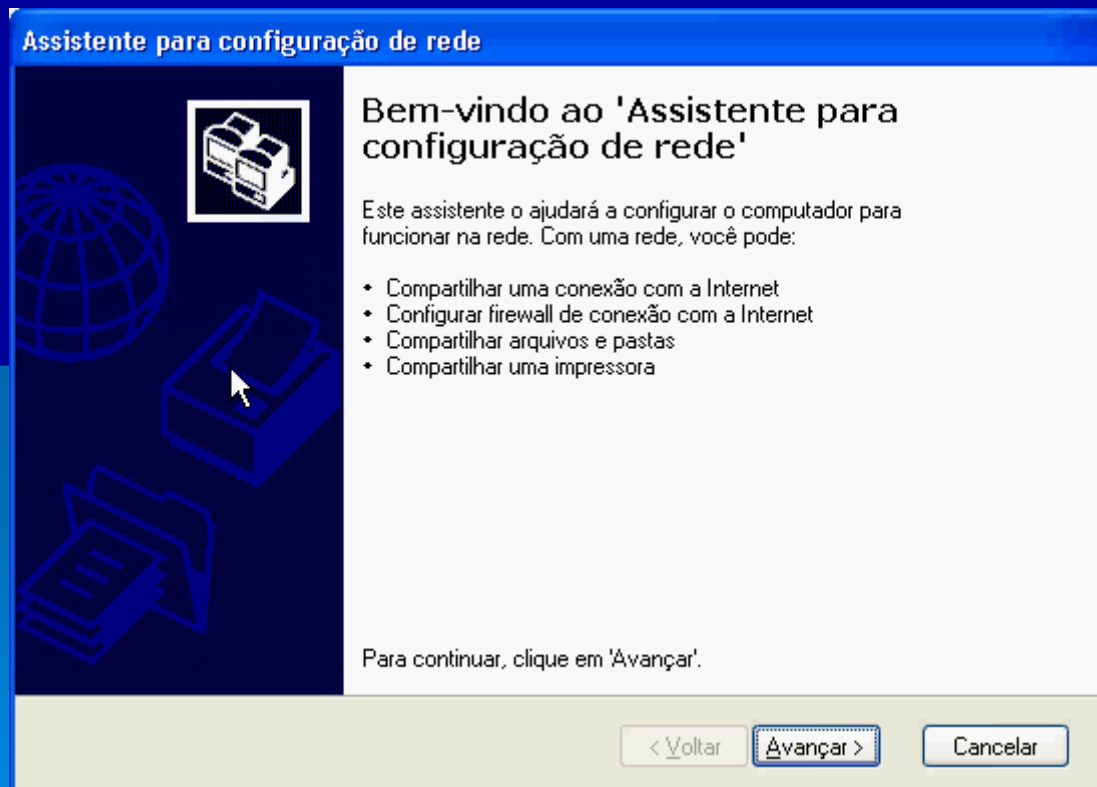 Assistente para configuração de rede
Bem-vindo ao 'Assistente para
configuração de rede'
Este assistente o ajudará a configurar o computador para
funcionar na rede. Com uma rede, você pode:
• Compartilhar uma conexão com a Internet
• Configurar firewall de conexão com a Internet
• Compartilhar arquivos e pastas
• Compartilhar uma impressora
Para continuar, clique em 'Avançar'.
< Voltar
Avançar >
Cancelar